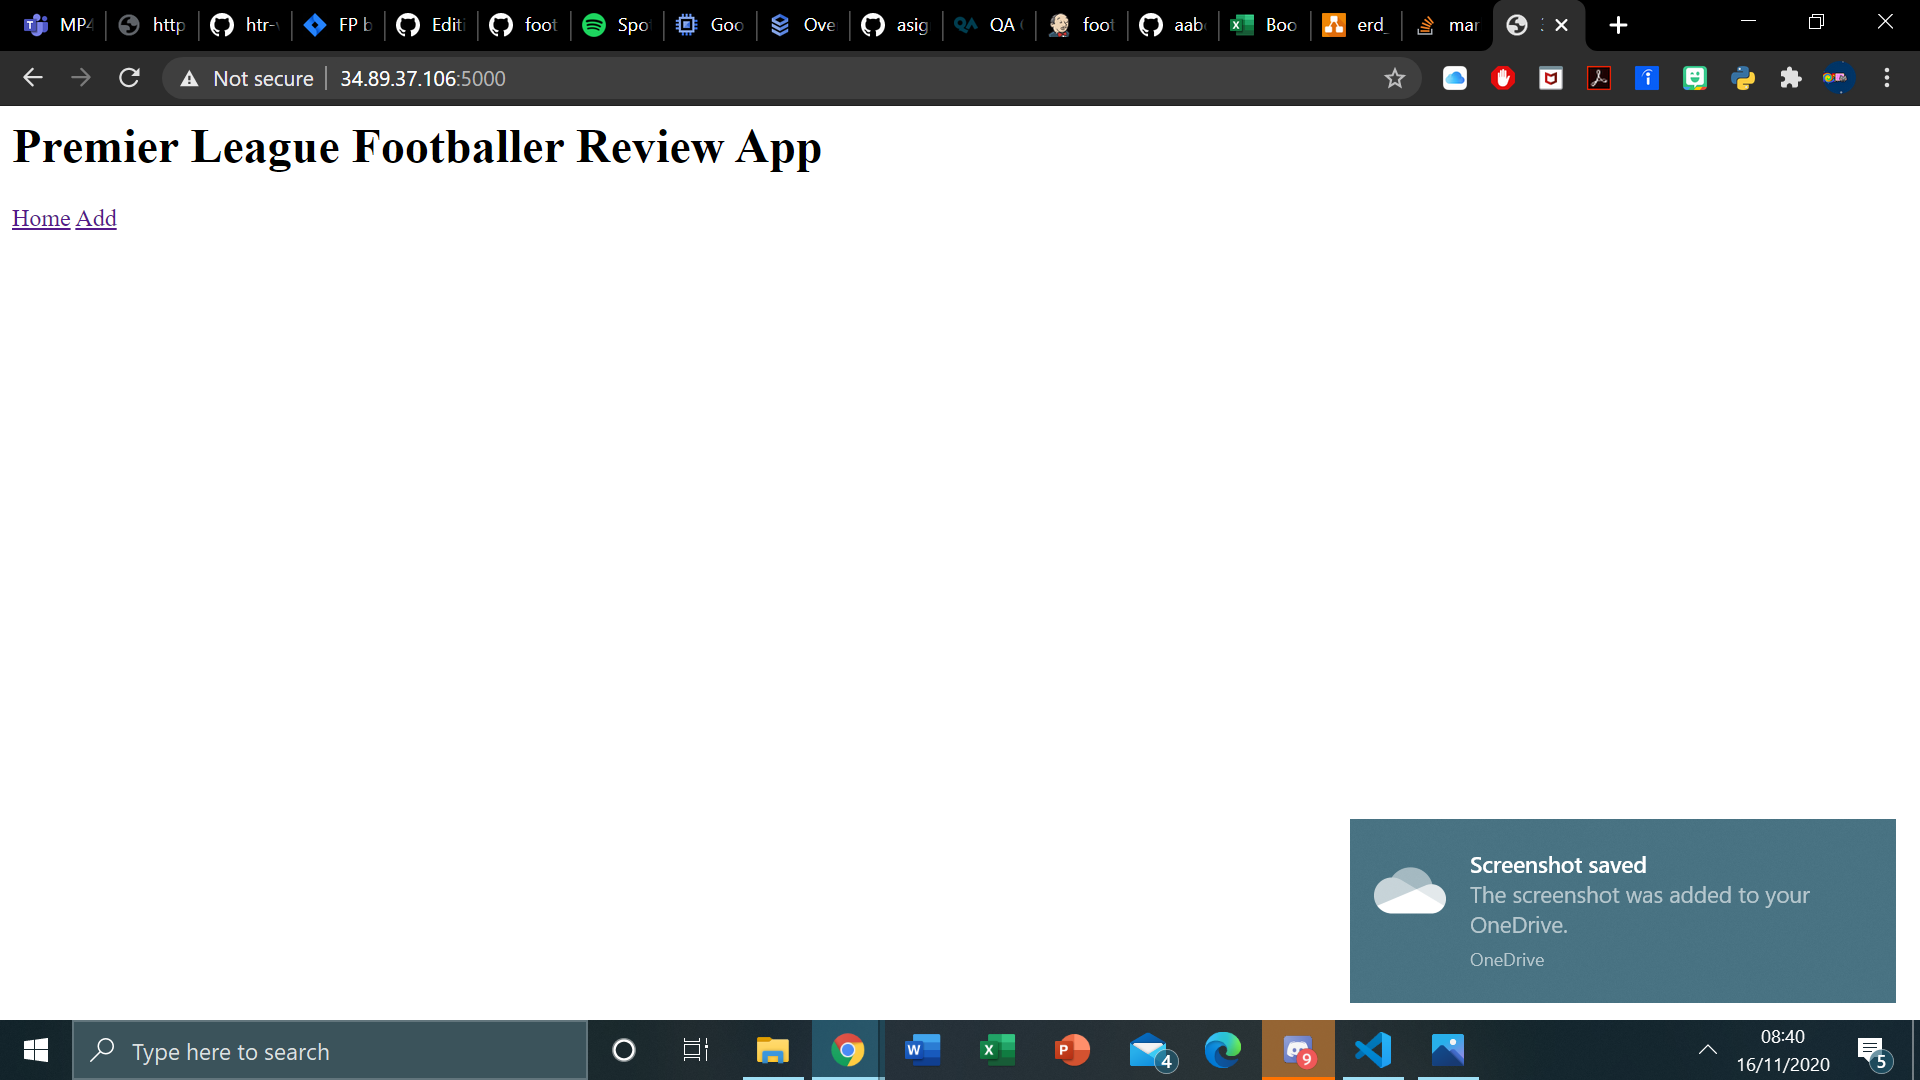 MP4 http htr- FP b Editi foot Spot Goo Ove asig QA foot aab Boo erd_ mar
Not secure 34.89.37.106:5000
Premier League Footballer Review App
Home Add
Screenshot saved
The screenshot was added to your
OneDrive.
OneDrive
Type here to search
4
9
08:40
16/11/2020
5